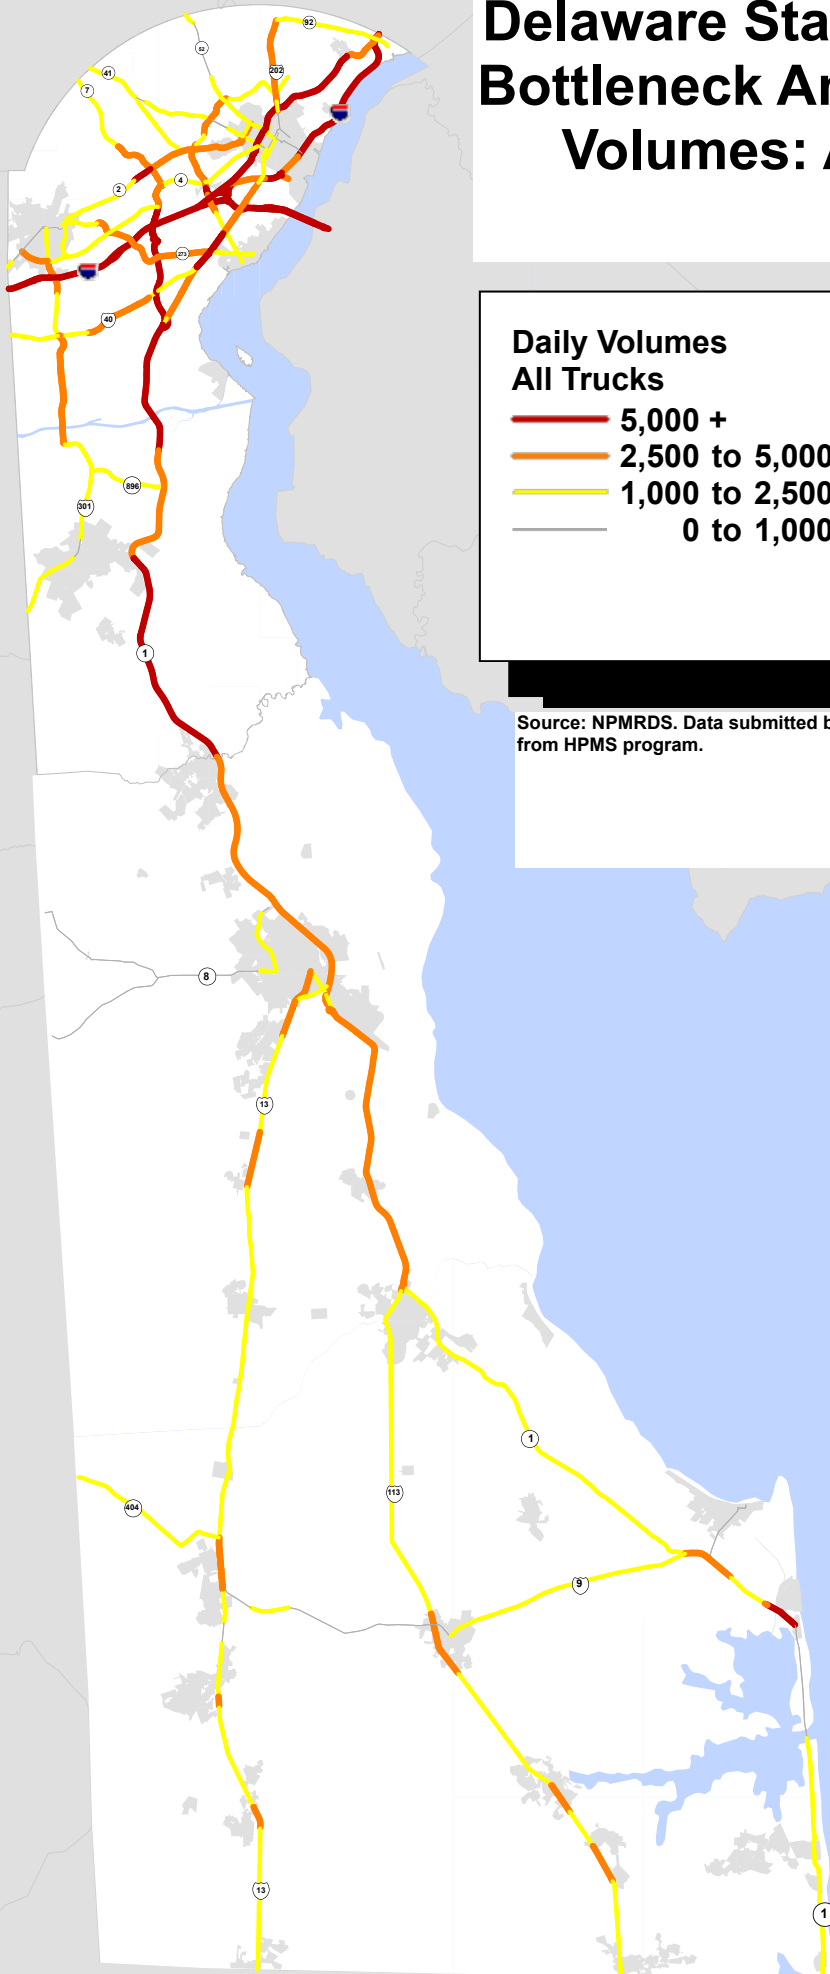 Delaware Sta
Bottleneck An
Volumes: A
Daily Volumes
All Trucks
5,000 +
2,500 to 5,000
1,000 to 2,500
0 to 1,000
Source: NPMRDS. Data submitted b
from HPMS program.
92
52
41
202
7
4
2
273
40
896
301
1
8
13
1
113
404
9
13
1